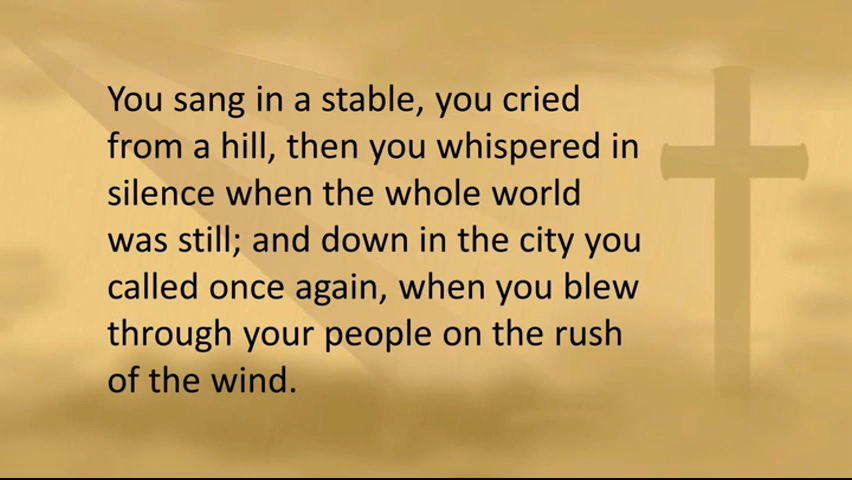 You sang in a stable, you cried
from a hill, then you whispered in
silence when the whole world
was still; and down in the city you
called once again, when you blew
through your people on the rush
of the wind.